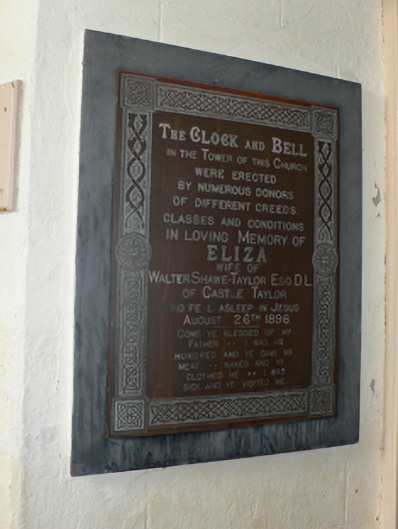 THE CLOCK AND BELL
IN THE TOWER OF THIS CHURCH
WERE ERECTED
BY NUMEROUS DONORS
OF DIFFERENT CREEDS.
CLASSES AND CONDITIONS
IN LOVING MEMORY OF
ELIZA
WIFE OF
WALTER SHAWE-TAYLOR ESQ D.L.
OF CASTLE TAYLOR
WHO FELL ASLEEP IN JESUS
AUGUST 26TH 1896
COME YE BLESSED OF MY
FATHER -- I WAS AN
HUNGRED AND YE GAVE ME
MEAT -- NAKED AND YE
CLOTHED ME -- I WAS
SICK AND YE VISITED ME